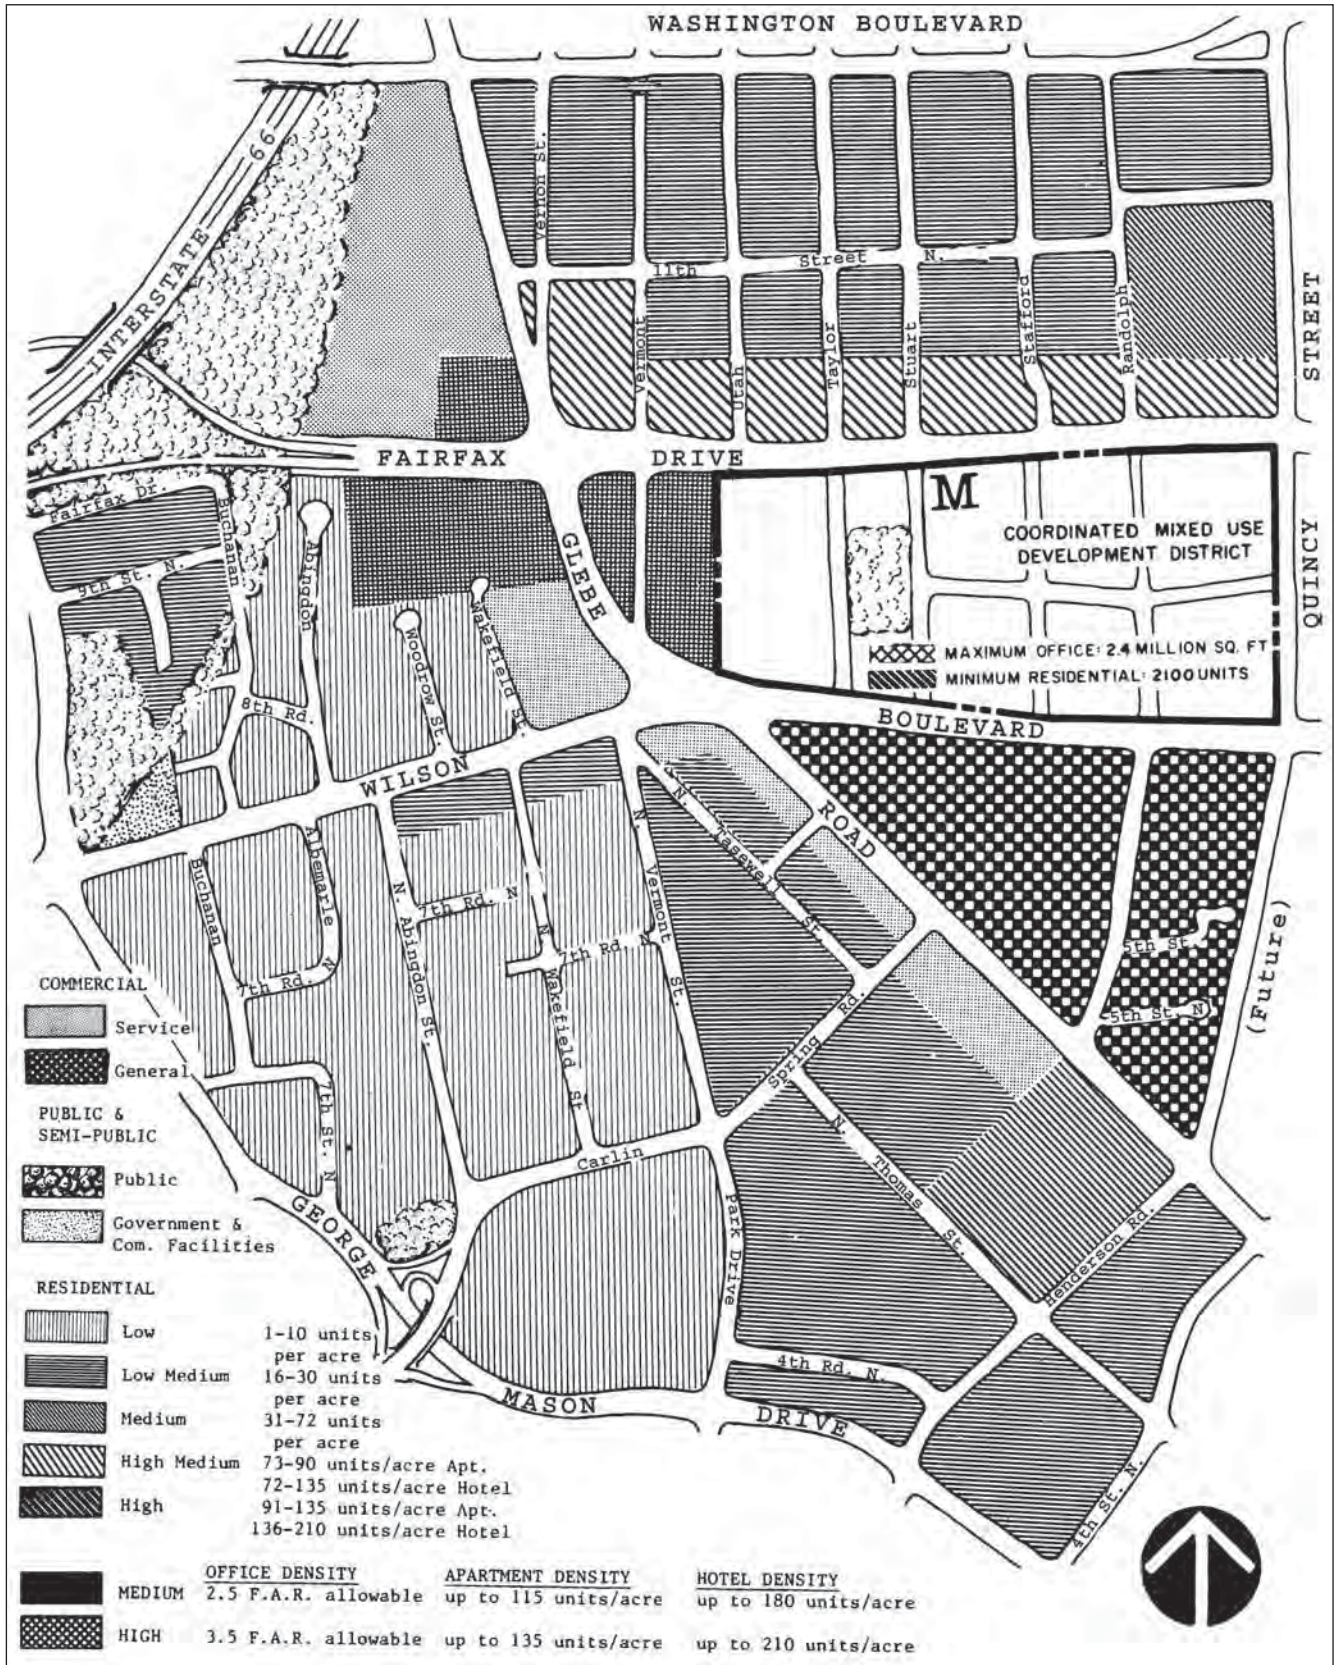 WASHINGTON BOULEVARD
INTERSTATE 66
Vernon St.
11th Street N.
Vermont
Utah
Taylor
Stuart
Stafford
Randolph
STREET
QUINCY
FAIRFAX DRIVE
Fairfax Dr.
Buchanan
9th St. N.
Abingdon
GLEBE
M
COORDINATED MIXED USE
DEVELOPMENT DISTRICT
MAXIMUM OFFICE: 2.4 MILLION SQ. FT
MINIMUM RESIDENTIAL: 2100 UNITS
Woodrow St.
Wakefield St.
8th Rd.
WILSON
BOULEVARD
ROAD
N. Tasewell St.
Buchanan
Albemarle
N. Abingdon St.
7th Rd. N
N. Wakefield St
7th Rd. N
N. Vermont St.
5th St.
5th St. N
(Future)
7th Rd. N
7th St. N
Spring Rd.
Carlin
N. Thomas St.
Park Drive
Henderson Rd.
GEORGE
MASON
DRIVE
4th Rd. N.
4th St. N.
COMMERCIAL
Service
General
PUBLIC &
SEMI-PUBLIC
Public
Government &
Com. Facilities
RESIDENTIAL
Low 1-10 units
per acre
Low Medium 16-30 units
per acre
Medium 31-72 units
per acre
High Medium 73-90 units/acre Apt.
72-135 units/acre Hotel
High 91-135 units/acre Apt.
136-210 units/acre Hotel
OFFICE DENSITY APARTMENT DENSITY HOTEL DENSITY
MEDIUM 2.5 F.A.R. allowable up to 115 units/acre up to 180 units/acre
HIGH 3.5 F.A.R. allowable up to 135 units/acre up to 210 units/acre